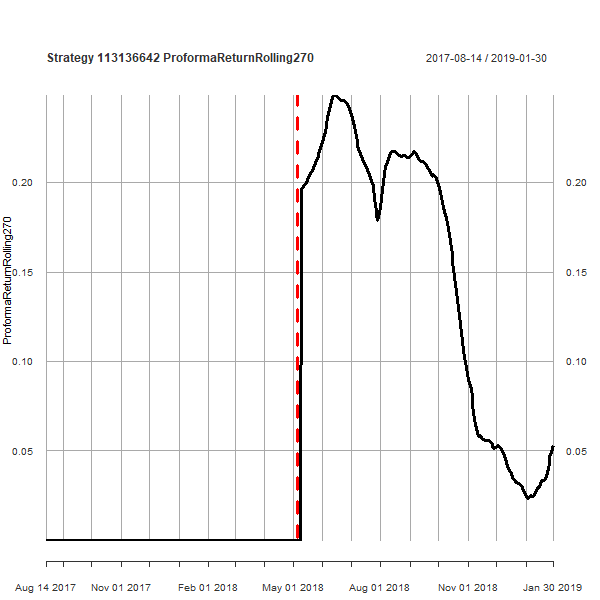 Strategy 113136642 ProformaReturnRolling270
2017-08-14 / 2019-01-30
ProformaReturnRolling270
0.20 0.20
0.15 0.15
0.10 0.10
0.05 0.05
Aug 14 2017 Nov 01 2017 Feb 01 2018 May 01 2018 Aug 01 2018 Nov 01 2018 Jan 30 2019